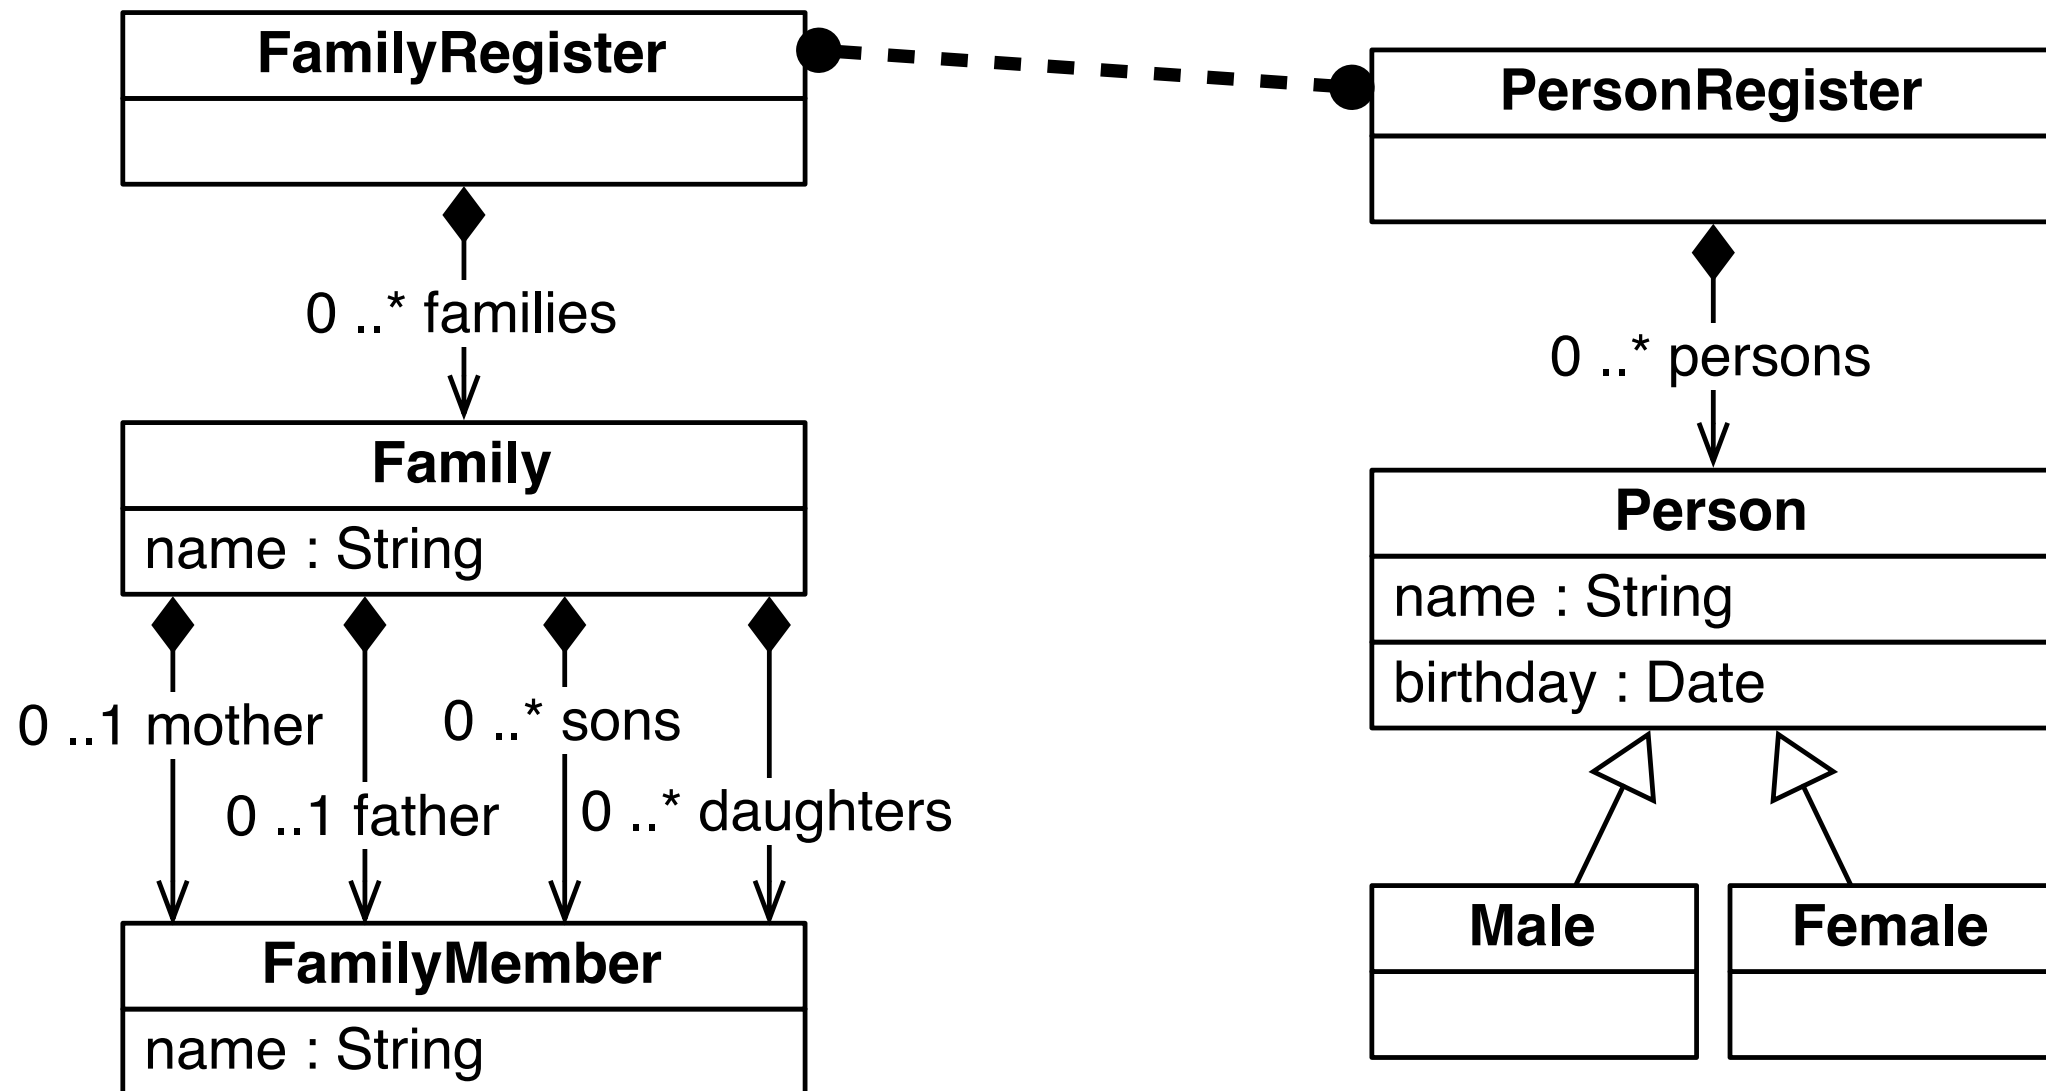 FamilyRegister
0 ..* families
Family
name : String
0 ..1 mother
0 ..1 father
0 ..* sons
0 ..* daughters
FamilyMember
name : String
PersonRegister
0 ..* persons
Person
name : String
birthday : Date
Male
Female